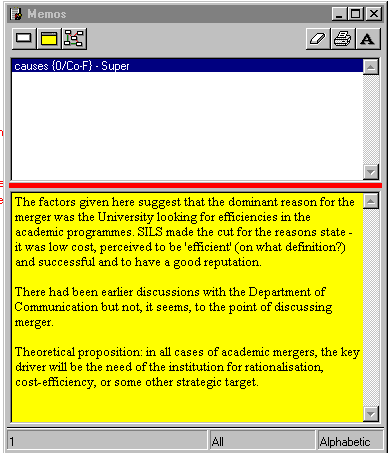 Memos
A
causes {0/Co-F} - Super
The factors given here suggest that the dominant reason for the
merger was the University looking for efficiencies in the
academic programmes. SILS made the cut for the reasons state -
it was low cost, perceived to be 'efficient' (on what definition?)
and successful and to have a good reputation.
There had been earlier discussions with the Department of
Communication but not, it seems, to the point of discussing
merger.
Theoretical proposition: in all cases of academic mergers, the key
driver will be the need of the institution for rationalisation,
cost-efficiency, or some other strategic target.
1 All Alphabetic